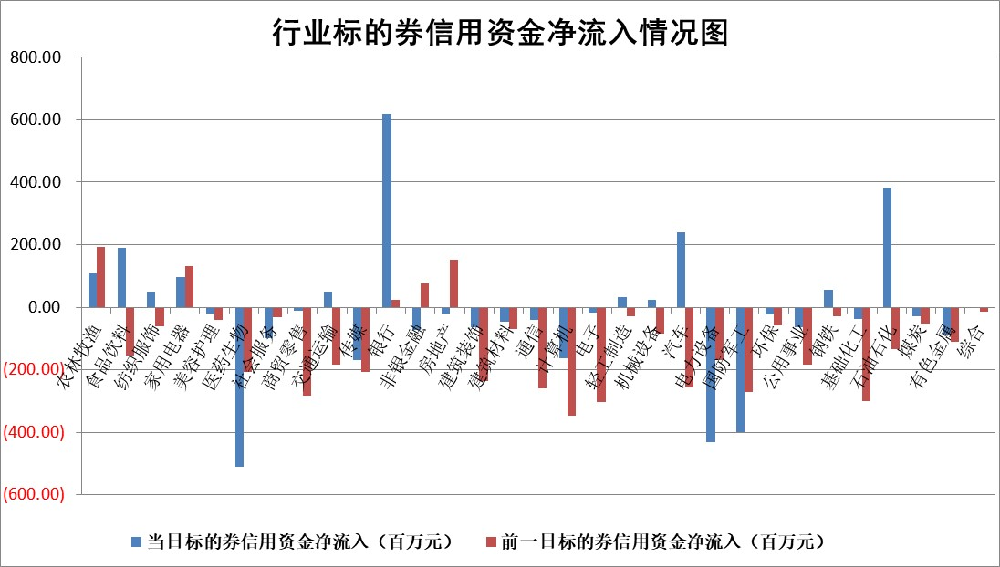 行业标的券信用资金净流入情况图
800.00
600.00
400.00
200.00
0.00
(200.00)
(400.00)
(600.00)
农林牧渔
食品饮料
纺织服饰
家用电器
美容护理
医药生物
社会服务
商贸零售
交通运输
传媒
银行
非银金融
房地产
建筑装饰
建筑材料
通信
计算机
电子
轻工制造
机械设备
汽车
电力设备
国防军工
环保
公用事业
钢铁
基础化工
石油石化
煤炭
有色金属
综合
当日标的券信用资金净流入（百万元）
前一日标的券信用资金净流入（百万元）